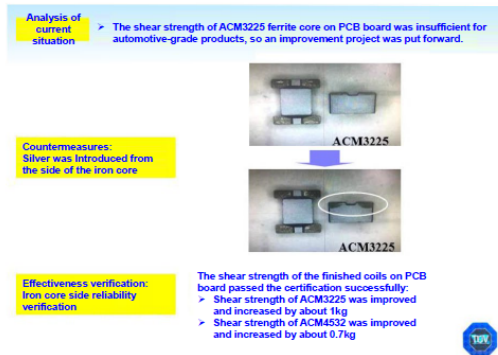 Analysis of
current
situation
➢ The shear strength of ACM3225 ferrite core on PCB board was insufficient for
automotive-grade products, so an improvement project was put forward.
ACM3225
Countermeasures:
Silver was Introduced from
the side of the iron core
ACM3225
Effectiveness verification:
Iron core side reliability
verification
The shear strength of the finished coils on PCB
board passed the certification successfully:
➢ Shear strength of ACM3225 was improved
and increased by about 1kg
➢ Shear strength of ACM4532 was improved
and increased by about 0.7kg